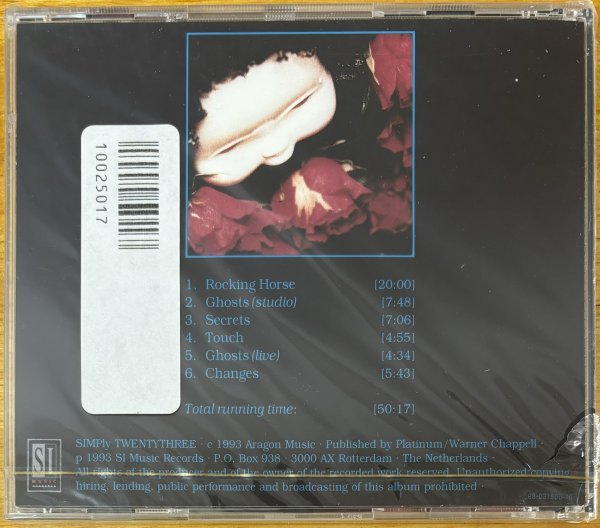 10025017
1. Rocking Horse [20:00]
2. Ghosts (studio) [7:48]
3. Secrets [7:06]
4. Touch [4:55]
5. Ghosts (live) [4:34]
6. Changes [5:43]
Total running time: [50:17]
SI
MUSIC
SIMPly TWENTYTHREE · c 1993 Aragon Music · Published by Platinum/Warner Chappell ·
p 1993 SI Music Records · P.O. Box 938 · 3000 AX Rotterdam · The Netherlands ·
All rights of the producer and of the owner of the recorded work reserved. Unauthorized copying,
hiring, lending, public performance and broadcasting of this album prohibited ·